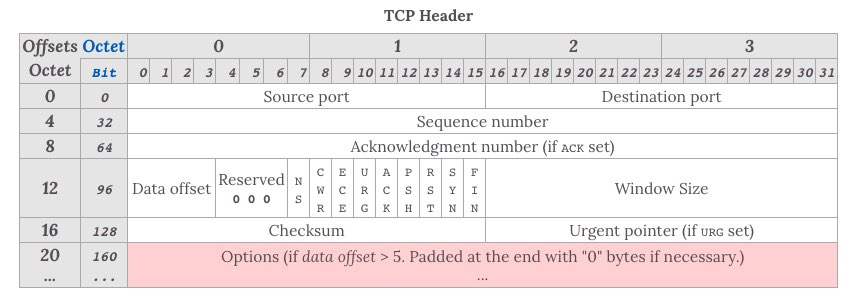 TCP Header
Offsets Octet 0 1 2 3
Octet Bit 0 1 2 3 4 5 6 7 8 9 10 11 12 13 14 15 16 17 18 19 20 21 22 23 24 25 26 27 28 29 30 31
0 0 Source port Destination port
4 32 Sequence number
8 64 Acknowledgment number (if ACK set)
12 96 Data offset Reserved 0 0 0 NS CWR ECE URG ACK PSH RST SYN FIN Window Size
16 128 Checksum Urgent pointer (if URG set)
20 160 Options (if data offset > 5. Padded at the end with "0" bytes if necessary.)
... ... ...